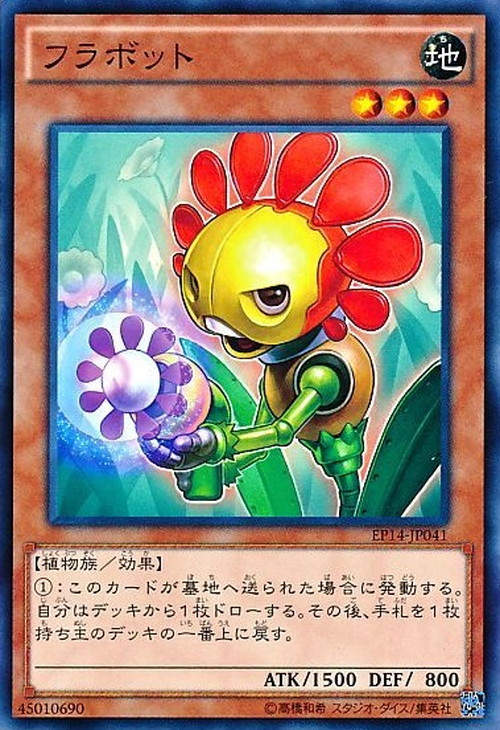 フラボット
地
EP14-JP041
【植物族／効果】
①：このカードが墓地へ送られた場合に発動する。
自分はデッキから1枚ドローする。その後、手札を1枚
持ち主のデッキの一番上に戻す。
ATK/1500 DEF/ 800
45010690 ©高橋和希 スタジオ・ダイス/集英社